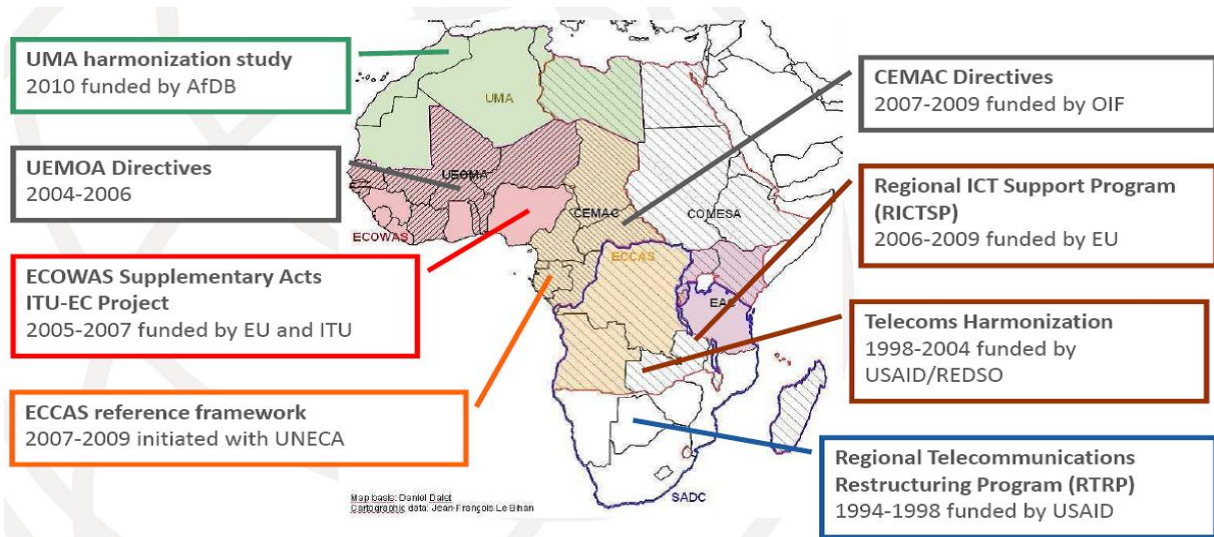 UMA harmonization study
2010 funded by AfDB
UEMOA Directives
2004-2006
ECOWAS Supplementary Acts
ITU-EC Project
2005-2007 funded by EU and ITU
ECCAS reference framework
2007-2009 initiated with UNECA
UMA
UEOMA
ECOWAS
CEMAC
COMESA
ECCAS
EAC
SADC
Map basis: Daniel Dalet
Cartographic data: Jean-François Le Bihan
CEMAC Directives
2007-2009 funded by OIF
Regional ICT Support Program
(RICTSP)
2006-2009 funded by EU
Telecoms Harmonization
1998-2004 funded by
USAID/REDSO
Regional Telecommunications
Restructuring Program (RTRP)
1994-1998 funded by USAID